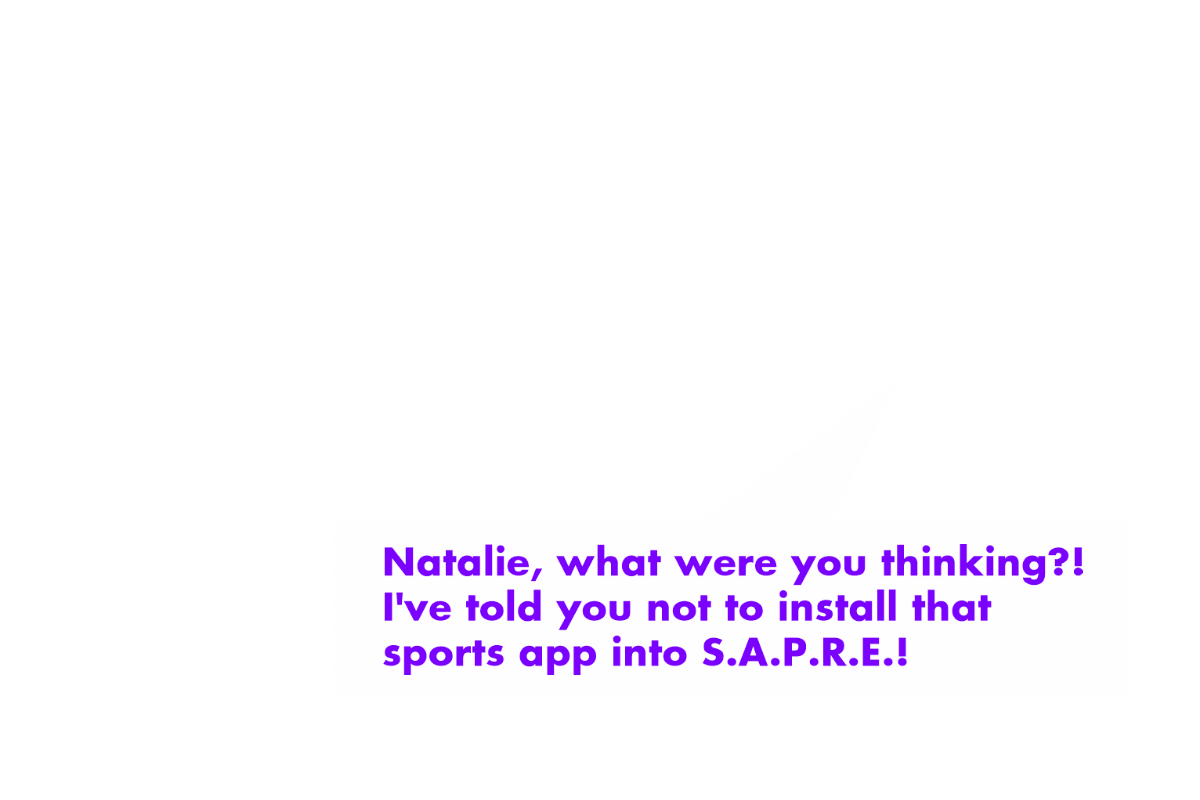 Natalie, what were you thinking?!
I've told you not to install that
sports app into S.A.P.R.E.!